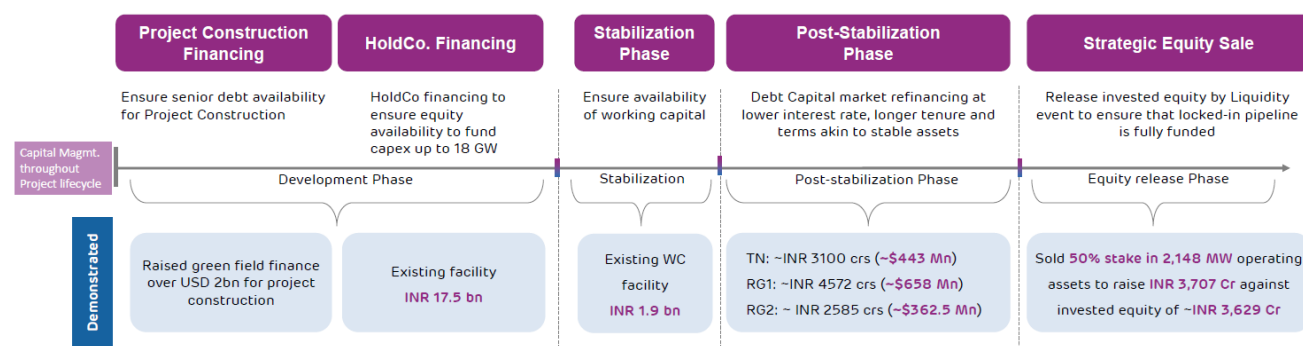 Project Construction
Financing
HoldCo. Financing
Stabilization
Phase
Post-Stabilization
Phase
Strategic Equity Sale
Ensure senior debt availability
for Project Construction
HoldCo financing to
ensure equity
availability to fund
capex up to 18 GW
Ensure availability
of working capital
Debt Capital market refinancing at
lower interest rate, longer tenure and
terms akin to stable assets
Release invested equity by Liquidity
event to ensure that locked-in pipeline
is fully funded
Capital Magmt.
throughout
Project lifecycle
Development Phase
Stabilization
Post-stabilization Phase
Equity release Phase
Demonstrated
Raised green field finance
over USD 2bn for project
construction
Existing facility
INR 17.5 bn
Existing WC
facility
INR 1.9 bn
TN: ~INR 3100 crs (~$443 Mn)
RG1: ~INR 4572 crs (~$658 Mn)
RG2: ~ INR 2585 crs (~$362.5 Mn)
Sold 50% stake in 2,148 MW operating
assets to raise INR 3,707 Cr against
invested equity of ~INR 3,629 Cr